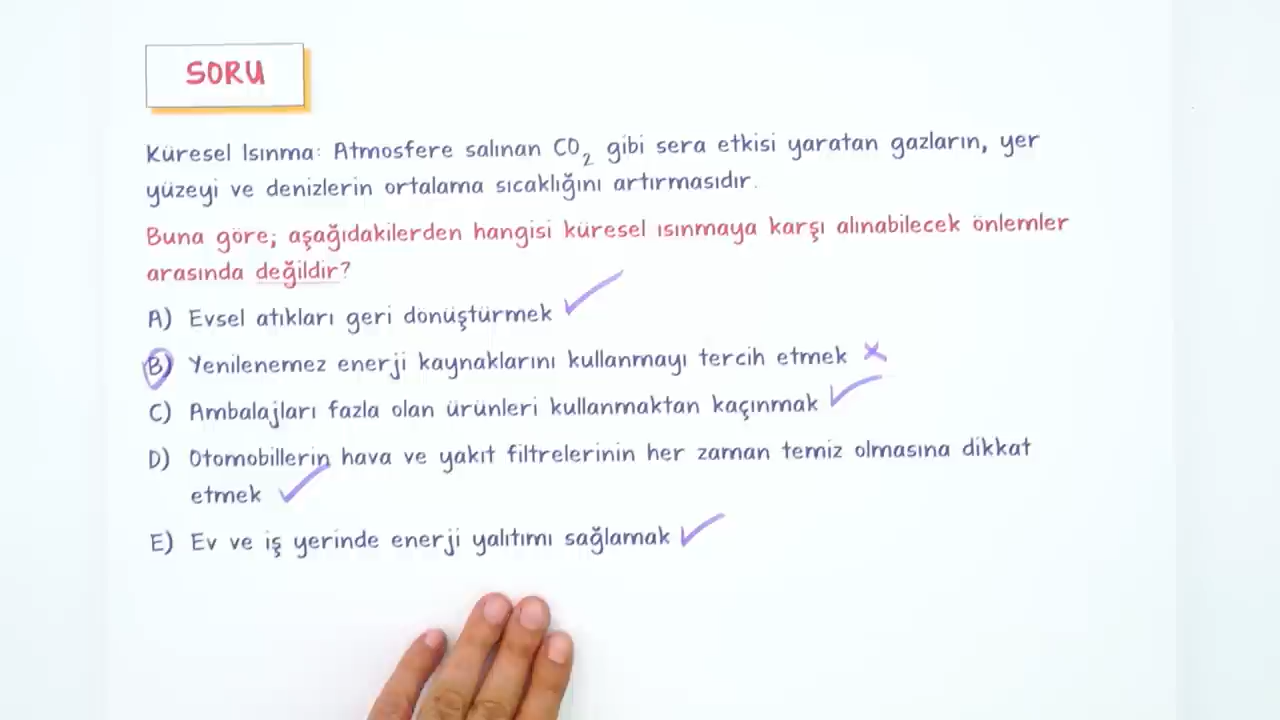 SORU
Küresel Isınma: Atmosfere salınan CO₂ gibi sera etkisi yaratan gazların, yer
yüzeyi ve denizlerin ortalama sıcaklığını artırmasıdır.
Buna göre; aşağıdakilerden hangisi küresel ısınmaya karşı alınabilecek önlemler
arasında değildir?
A) Evsel atıkları geri dönüştürmek
B) Yenilenemez enerji kaynaklarını kullanmayı tercih etmek
C) Ambalajları fazla olan ürünleri kullanmaktan kaçınmak
D) Otomobillerin hava ve yakıt filtrelerinin her zaman temiz olmasına dikkat
etmek
E) Ev ve iş yerinde enerji yalıtımı sağlamak